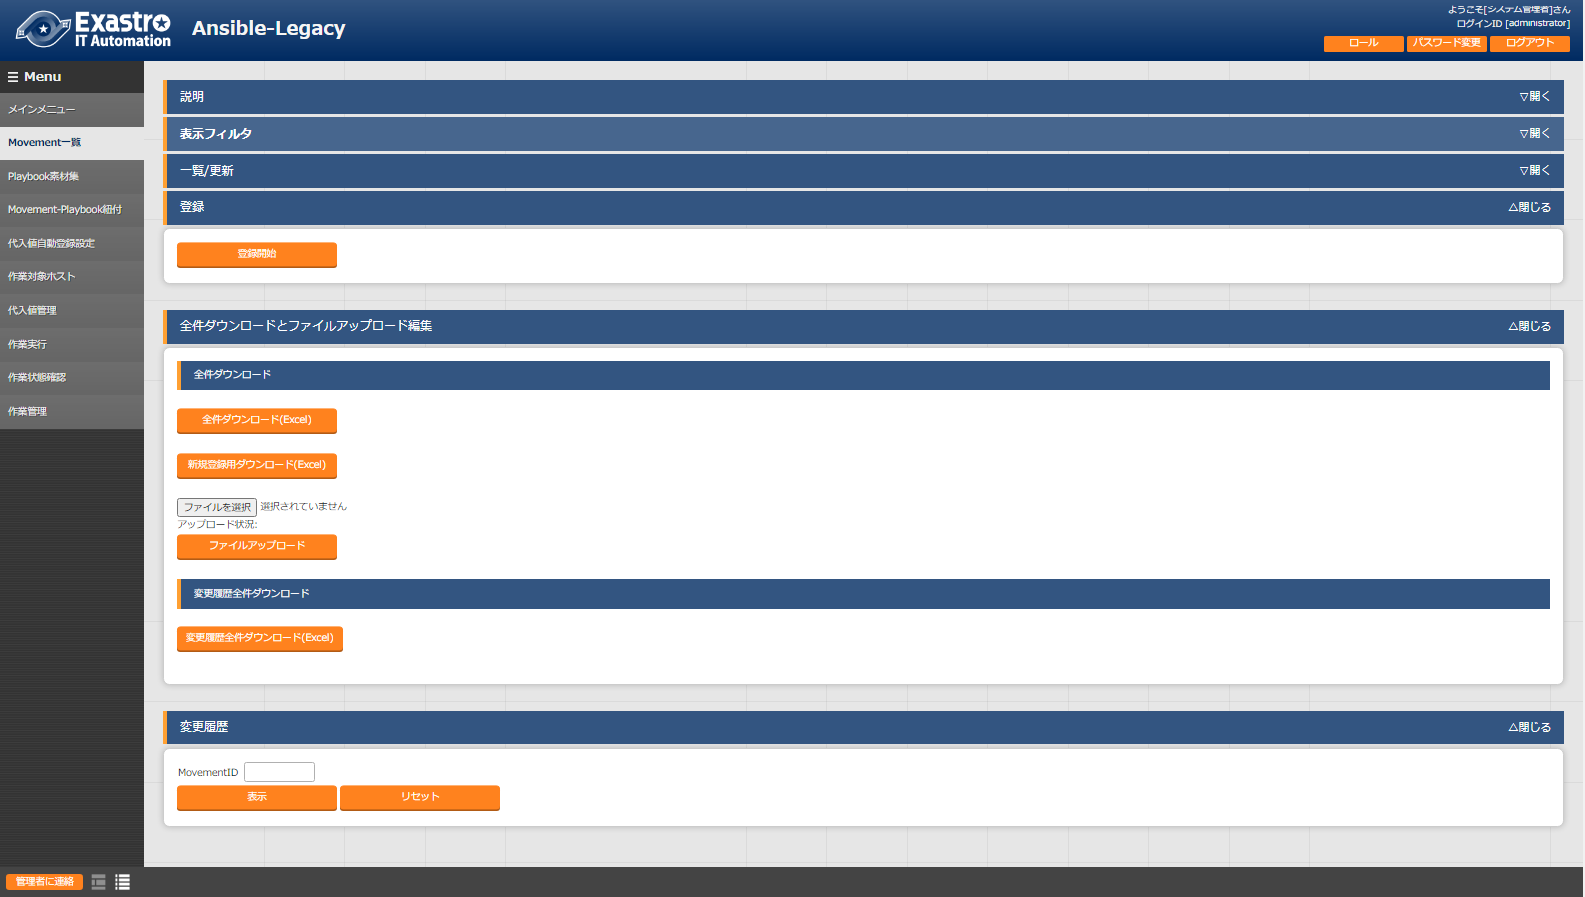 Exastro
IT Automation
Ansible-Legacy
ようこそ[システム管理者]さん
ログインID [administrator]
ロール
パスワード変更
ログアウト
Menu
メインメニュー
Movement一覧
Playbook素材集
Movement-Playbook紐付
代入値自動登録設定
作業対象ホスト
代入値管理
作業実行
作業状態確認
作業管理
説明
▽開く
表示フィルタ
▽開く
一覧/更新
▽開く
登録
△閉じる
登録開始
全件ダウンロードとファイルアップロード編集
△閉じる
全件ダウンロード
全件ダウンロード(Excel)
新規登録用ダウンロード(Excel)
ファイルを選択 選択されていません
アップロード状況:
ファイルアップロード
変更履歴全件ダウンロード
変更履歴全件ダウンロード(Excel)
変更履歴
△閉じる
MovementID
表示
リセット
管理者に連絡